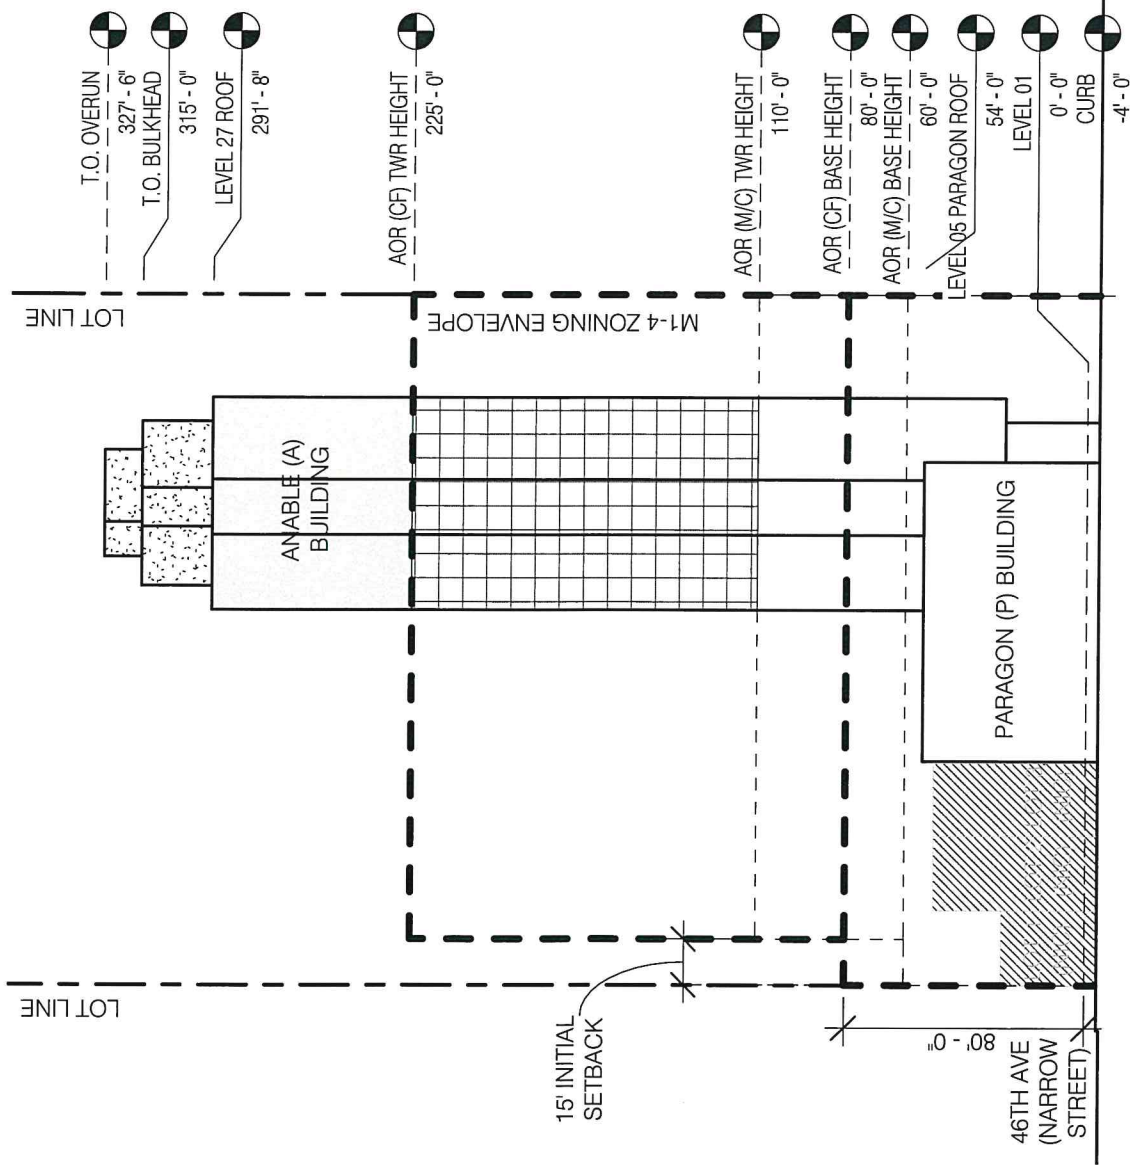 T.O. OVERUN
327' - 6"
T.O. BULKHEAD
315' - 0"
LEVEL 27 ROOF
291' - 8"
AOR (CF) TWR HEIGHT
225' - 0"
AOR (M/C) TWR HEIGHT
110' - 0"
AOR (CF) BASE HEIGHT
80' - 0"
AOR (M/C) BASE HEIGHT
60' - 0"
LEVEL 05 PARAGON ROOF
54' - 0"
LEVEL 01
0' - 0"
CURB
-4' - 0"
LOT LINE
M1-4 ZONING ENVELOPE
ANABLE (A)
BUILDING
PARAGON (P) BUILDING
LOT LINE
15' INITIAL
SETBACK
80' - 0"
46TH AVE
(NARROW
STREET)